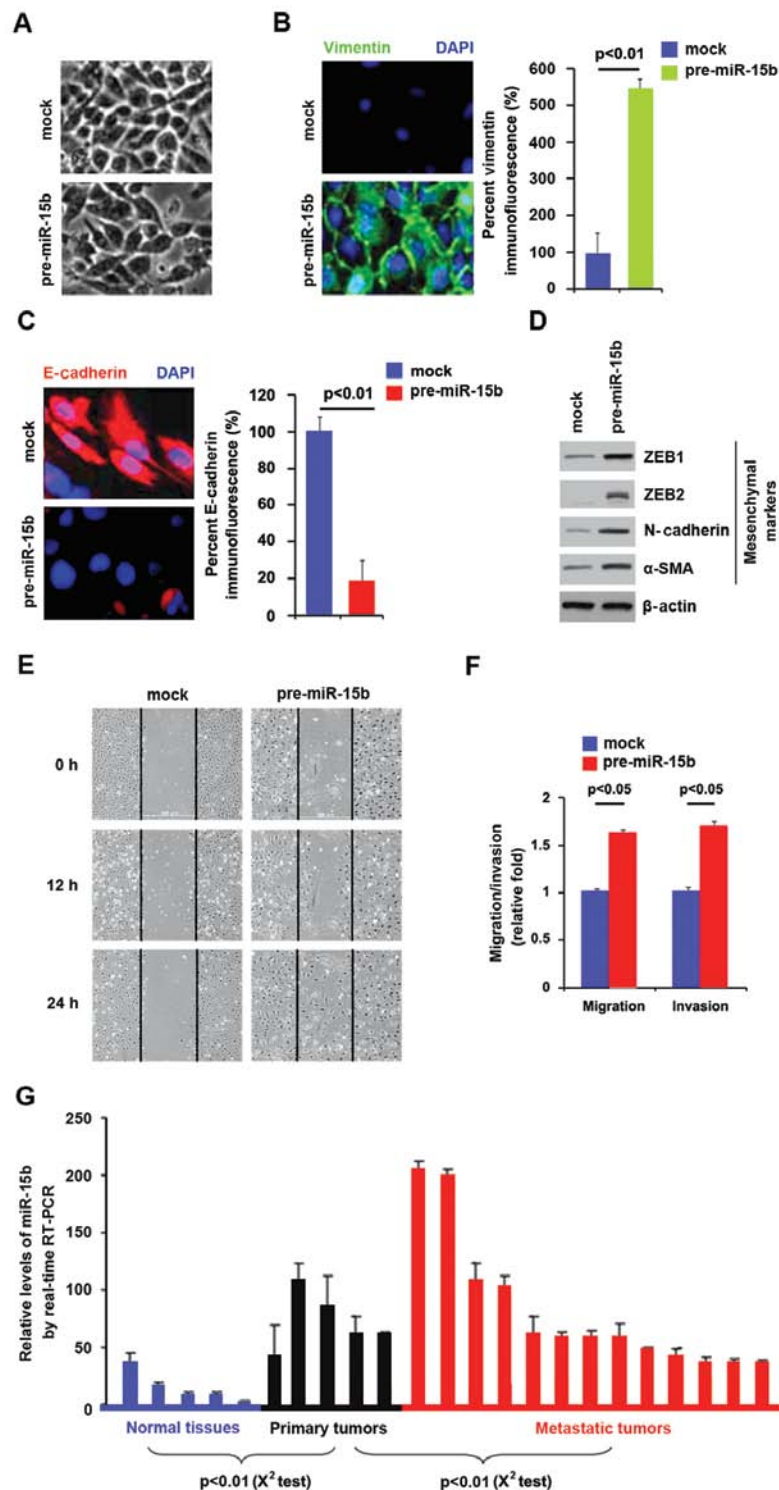 A
mock
pre-miR-15b
B
Vimentin DAPI
mock
pre-miR-15b
Percent vimentin
immunofluorescence (%)
600
500
400
300
200
100
0
p<0.01
mock
pre-miR-15b
C
E-cadherin DAPI
mock
pre-miR-15b
Percent E-cadherin
immunofluorescence (%)
120
100
80
60
40
20
0
p<0.01
mock
pre-miR-15b
D
mock
pre-miR-15b
ZEB1
ZEB2
N-cadherin
α-SMA
β-actin
Mesenchymal
markers
E
mock pre-miR-15b
0 h
12 h
24 h
F
mock
pre-miR-15b
p<0.05 p<0.05
Migration/invasion
(relative fold)
2
1.5
1
0.5
0
Migration Invasion
G
Relative levels of miR-15b
by real-time RT-PCR
250
200
150
100
50
0
Normal tissues Primary tumors Metastatic tumors
p<0.01 (X² test) p<0.01 (X² test)